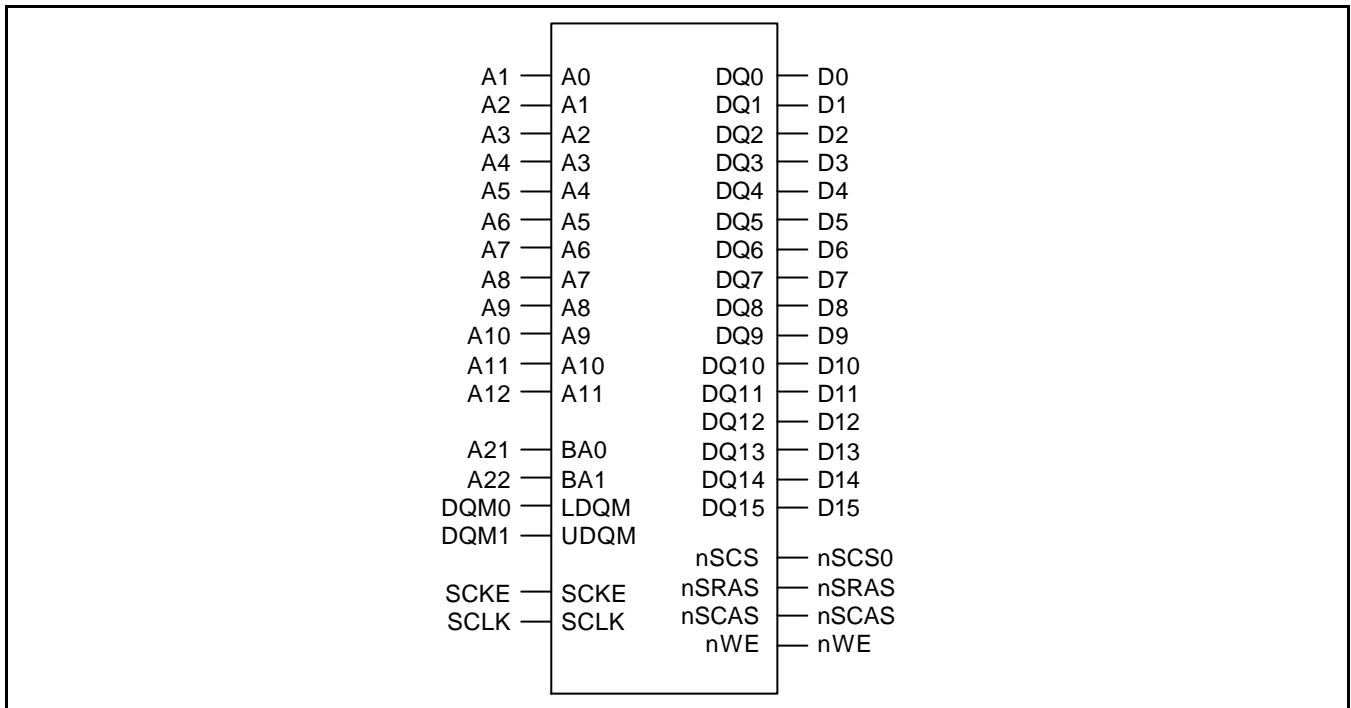 A1 A0 DQ0 D0
A2 A1 DQ1 D1
A3 A2 DQ2 D2
A4 A3 DQ3 D3
A5 A4 DQ4 D4
A6 A5 DQ5 D5
A7 A6 DQ6 D6
A8 A7 DQ7 D7
A9 A8 DQ8 D8
A10 A9 DQ9 D9
A11 A10 DQ10 D10
A12 A11 DQ11 D11
DQ12 D12
A21 BA0 DQ13 D13
A22 BA1 DQ14 D14
DQM0 LDQM DQ15 D15
DQM1 UDQM
nSCS nSCS0
SCKE SCKE nSRAS nSRAS
SCLK SCLK nSCAS nSCAS
nWE nWE